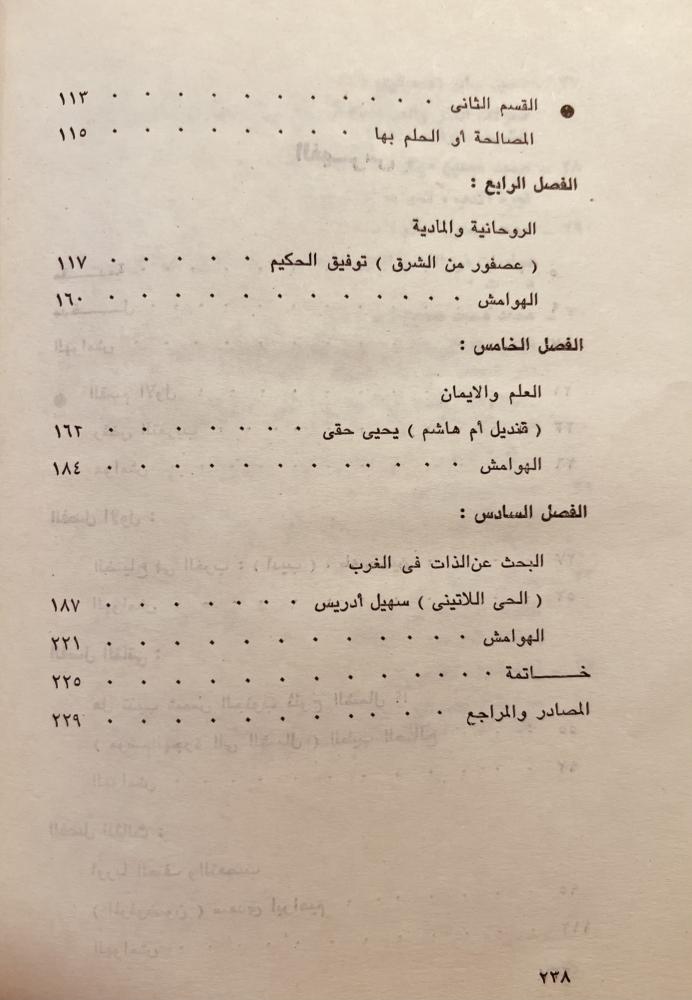 ● القسم الثانى . . . . . . . . . . . ١١٣
المصالحة أو الحلم بها . . . . . . . . ١١٥
الفصل الرابع :
الروحانية والمادية
( عصفور من الشرق ) توفيق الحكيم . . . . . ١١٧
الهوامش . . . . . . . . . . . ١٦٠
الفصل الخامس :
العلم والايمان
( قنديل أم هاشم ) يحيى حقى . . . . . . . ١٦٢
الهوامش . . . . . . . . . . . ١٨٤
الفصل السادس :
البحث عن الذات فى الغرب
( الحى اللاتينى ) سهيل أدريس . . . . . . . ١٨٧
الهوامش . . . . . . . . . . . ٢٢١
خـــــاتمة . . . . . . . . . . . . ٢٢٥
المصادر والمراجع . . . . . . . . . . ٢٢٩
٢٣٨